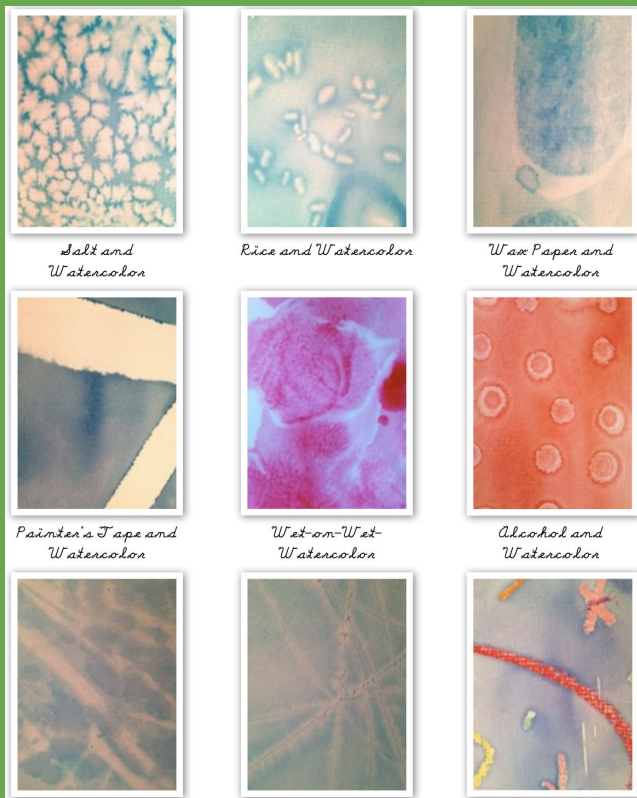 Salt and
Watercolor
Rice and Watercolor
Wax Paper and
Watercolor
Painter's Tape and
Watercolor
Wet-on-Wet-
Watercolor
Alcohol and
Watercolor